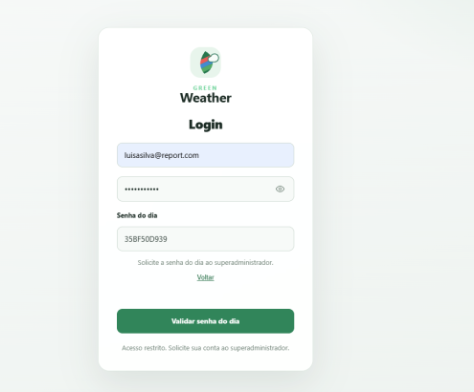 GREEN
Weather
Login
luisasilva@report.com
•••••••••••
Senha do dia
35BF50D939
Solicite a senha do dia ao superadministrador.
Voltar
Validar senha do dia
Acesso restrito. Solicite sua conta ao superadministrador.